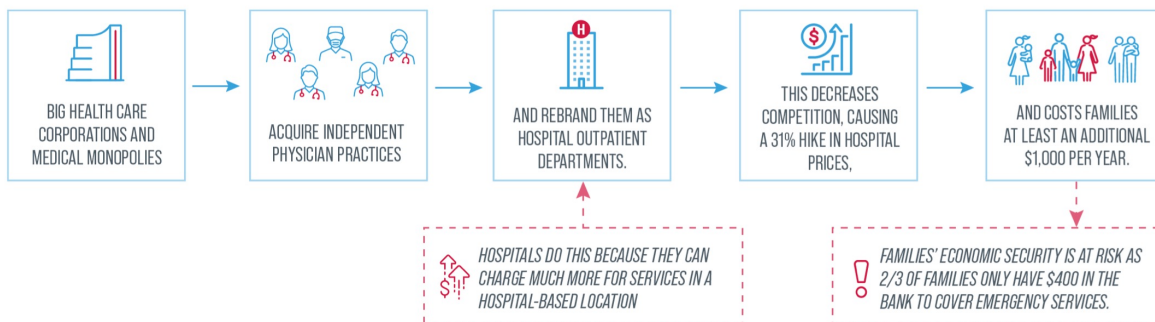 BIG HEALTH CARE
CORPORATIONS AND
MEDICAL MONOPOLIES
ACQUIRE INDEPENDENT
PHYSICIAN PRACTICES
H
AND REBRAND THEM AS
HOSPITAL OUTPATIENT
DEPARTMENTS.
$
THIS DECREASES
COMPETITION, CAUSING
A 31% HIKE IN HOSPITAL
PRICES,
AND COSTS FAMILIES
AT LEAST AN ADDITIONAL
$1,000 PER YEAR.
$
HOSPITALS DO THIS BECAUSE THEY CAN
CHARGE MUCH MORE FOR SERVICES IN A
HOSPITAL-BASED LOCATION
!
FAMILIES' ECONOMIC SECURITY IS AT RISK AS
2/3 OF FAMILIES ONLY HAVE $400 IN THE
BANK TO COVER EMERGENCY SERVICES.